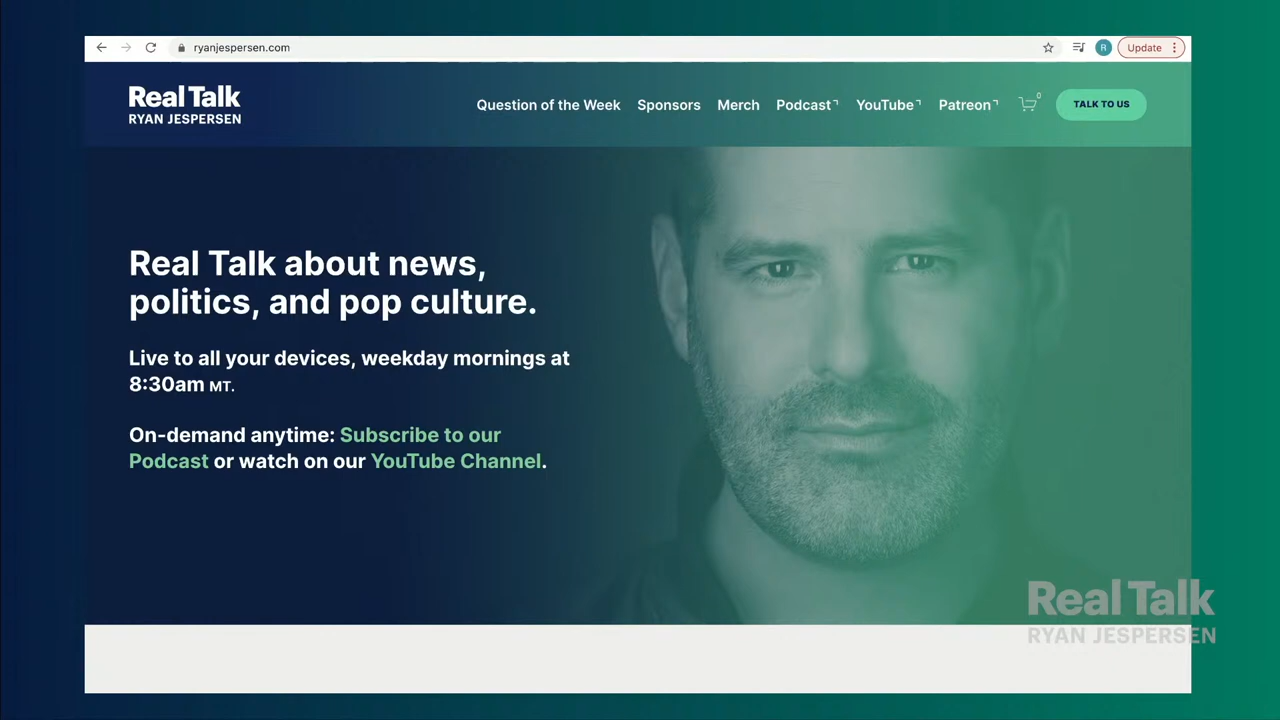 ryanjespersen.com
R
Update
Real Talk
RYAN JESPERSEN
Question of the Week Sponsors Merch Podcast YouTube Patreon 0 TALK TO US
Real Talk about news,
politics, and pop culture.
Live to all your devices, weekday mornings at
8:30am MT.
On-demand anytime: Subscribe to our
Podcast or watch on our YouTube Channel.
Real Talk
RYAN JESPERSEN